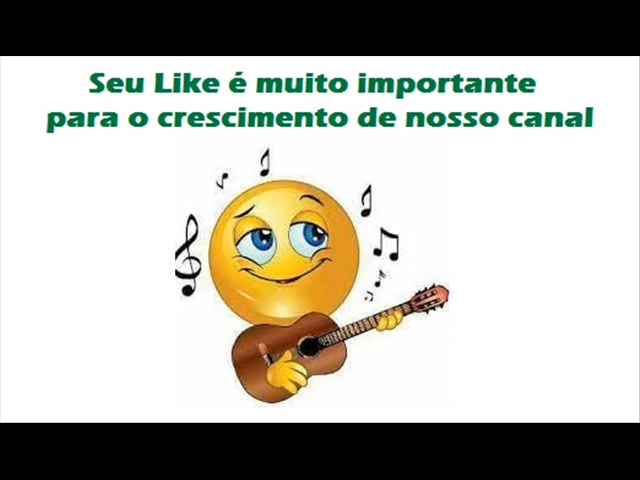 Seu Like é muito importante
para o crescimento de nosso canal